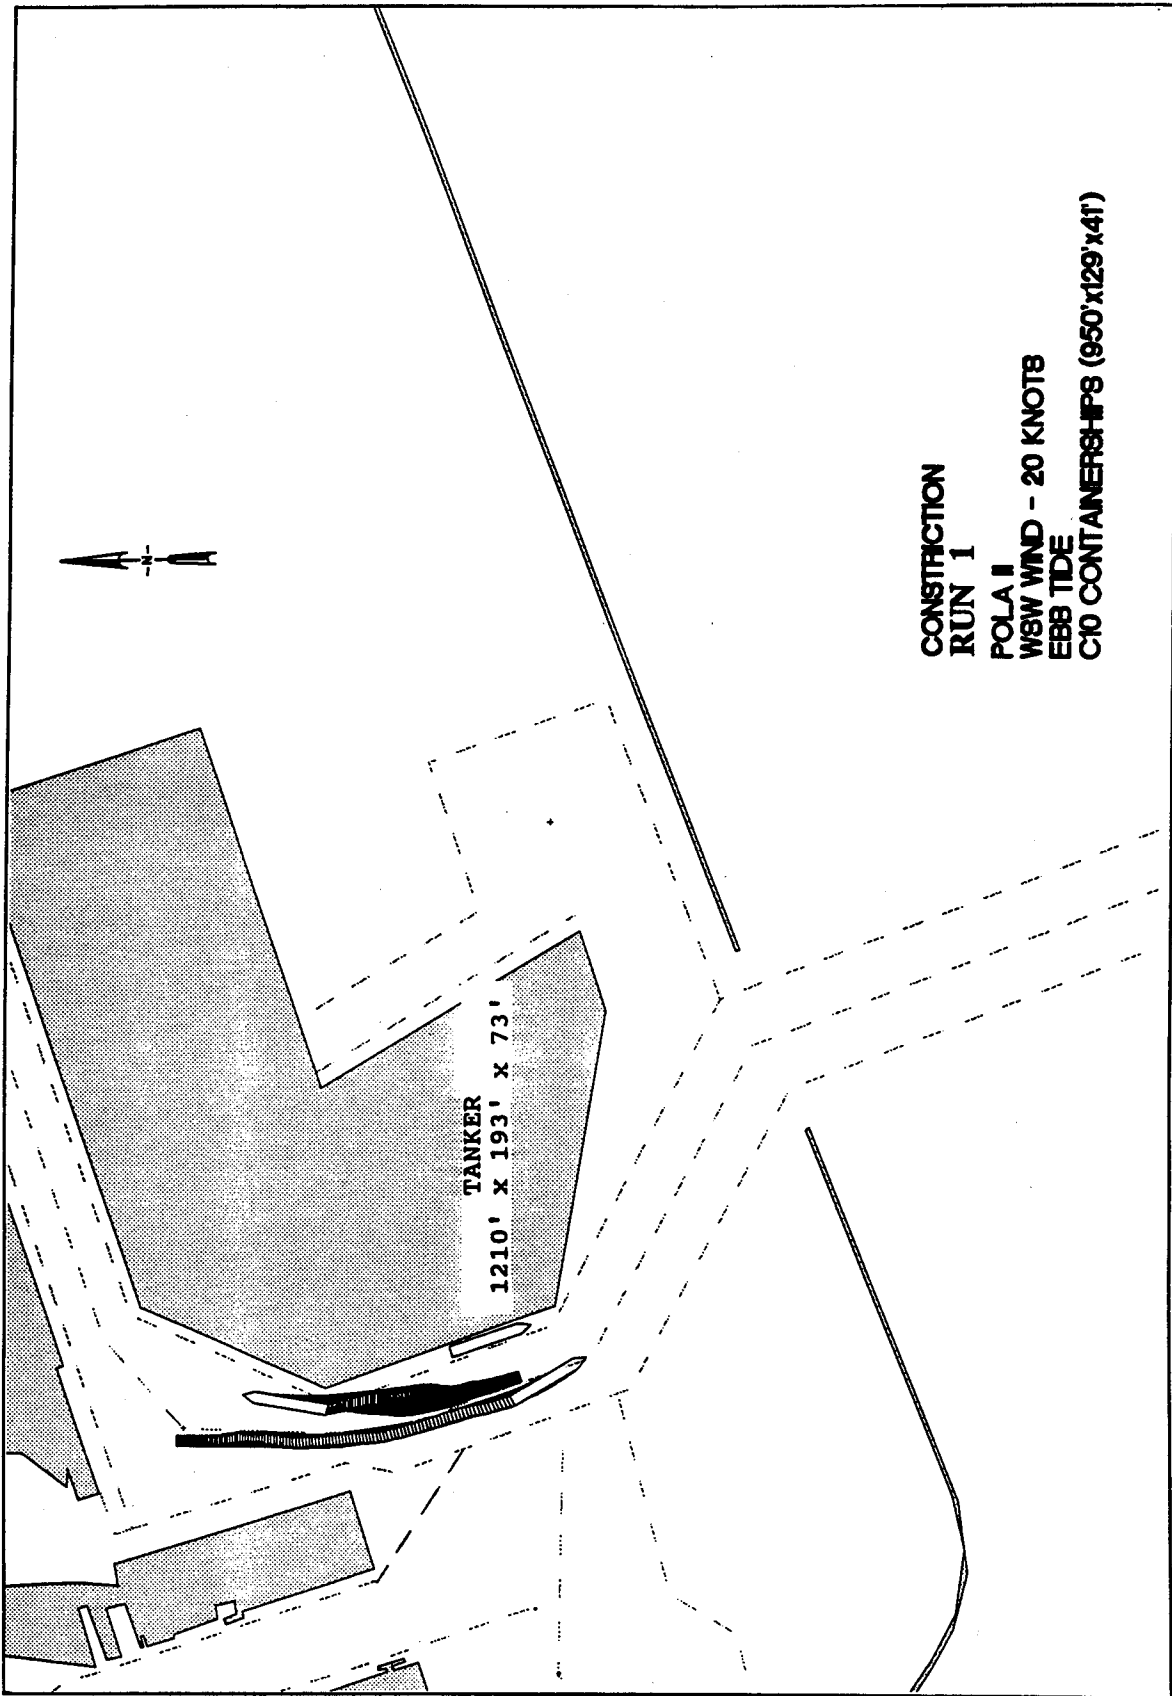 -N-
TANKER
1210' x 193' x 73'
CONSTRICTION
RUN 1
POLA II
WSW WIND - 20 KNOTS
EBB TIDE
C10 CONTAINERSHIPS (950'x129'x41')